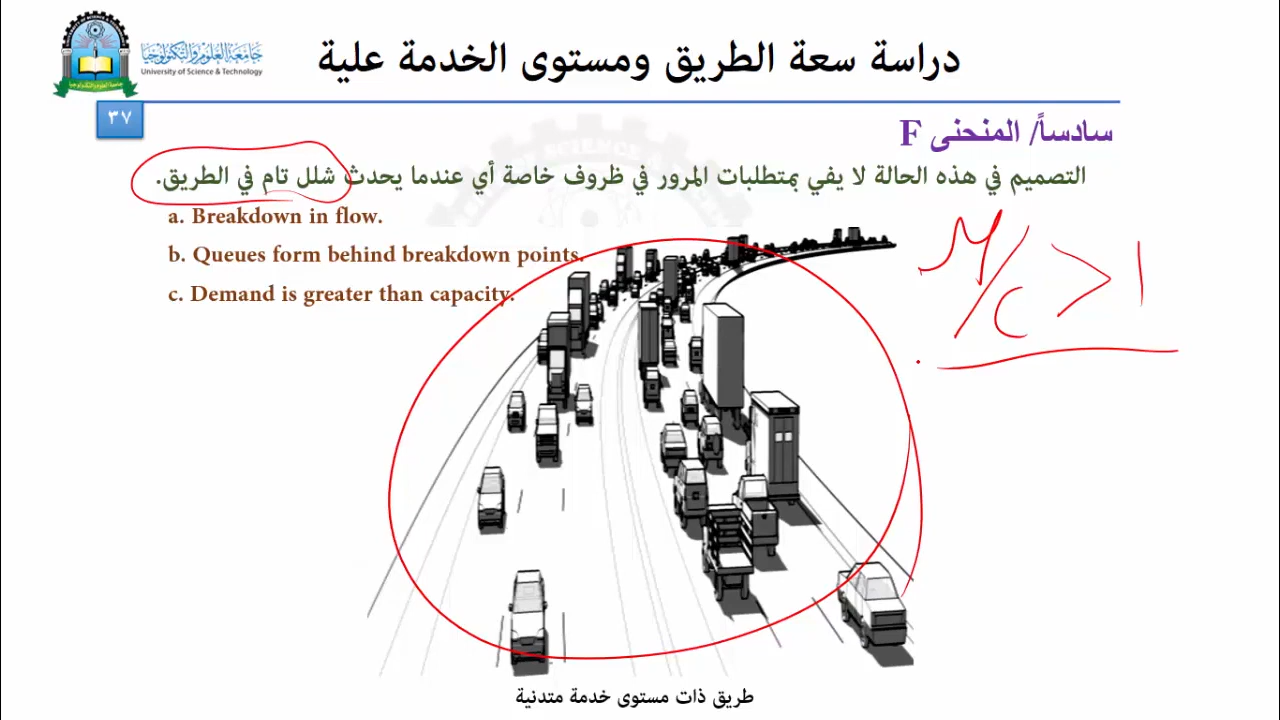 جامعة العلوم والتكنولوجيا
University of Science & Technology
دراسة سعة الطريق ومستوى الخدمة علية
٣٧
سادساً/ المنحنى F
التصميم في هذه الحالة لا يفي بمتطلبات المرور في ظروف خاصة أي عندما يحدث شلل تام في الطريق.
a. Breakdown in flow.
b. Queues form behind breakdown points.
c. Demand is greater than capacity.
/c > 1
طريق ذات مستوى خدمة متدنية